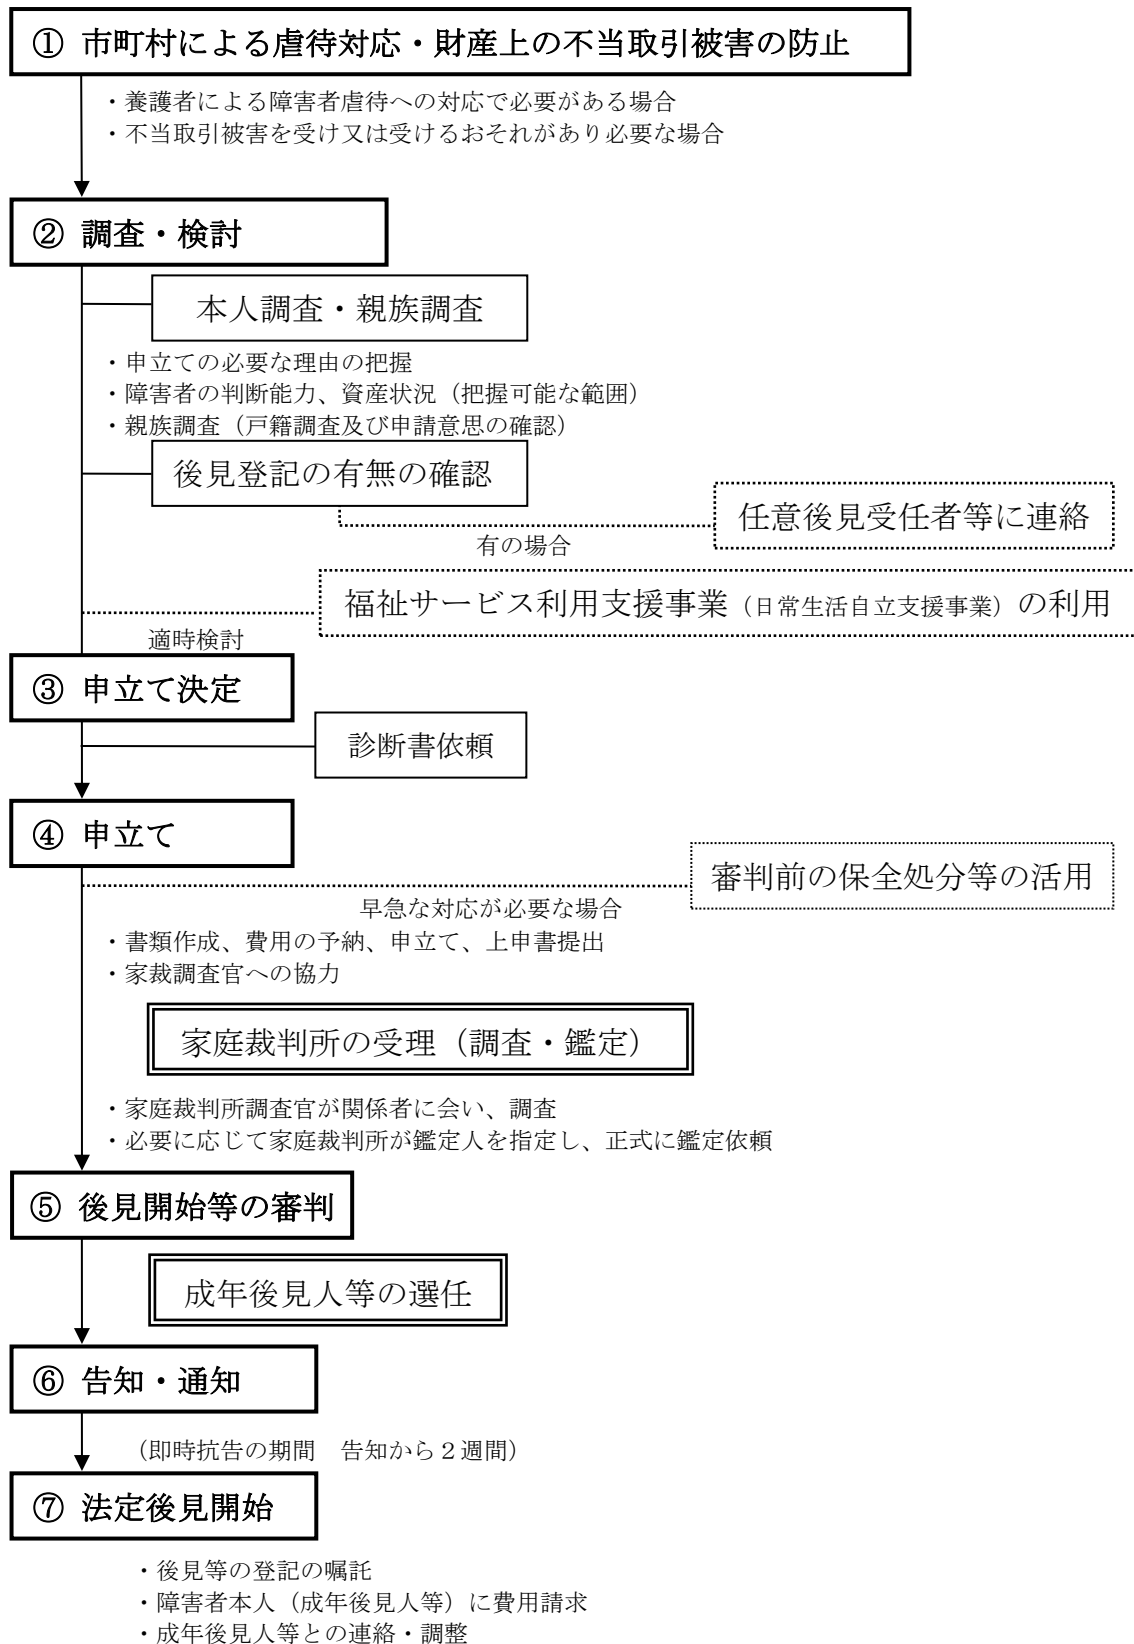 ① 市町村による虐待対応・財産上の不当取引被害の防止
・養護者による障害者虐待への対応で必要がある場合
・不当取引被害を受け又は受けるおそれがあり必要な場合
② 調査・検討
本人調査・親族調査
・申立ての必要な理由の把握
・障害者の判断能力、資産状況（把握可能な範囲）
・親族調査（戸籍調査及び申請意思の確認）
後見登記の有無の確認
任意後見受任者等に連絡
有の場合
福祉サービス利用支援事業（日常生活自立支援事業）の利用
適時検討
③ 申立て決定
診断書依頼
④ 申立て
審判前の保全処分等の活用
早急な対応が必要な場合
・書類作成、費用の予納、申立て、上申書提出
・家裁調査官への協力
家庭裁判所の受理（調査・鑑定）
・家庭裁判所調査官が関係者に会い、調査
・必要に応じて家庭裁判所が鑑定人を指定し、正式に鑑定依頼
⑤ 後見開始等の審判
成年後見人等の選任
⑥ 告知・通知
（即時抗告の期間　告知から２週間）
⑦ 法定後見開始
・後見等の登記の嘱託
・障害者本人（成年後見人等）に費用請求
・成年後見人等との連絡・調整